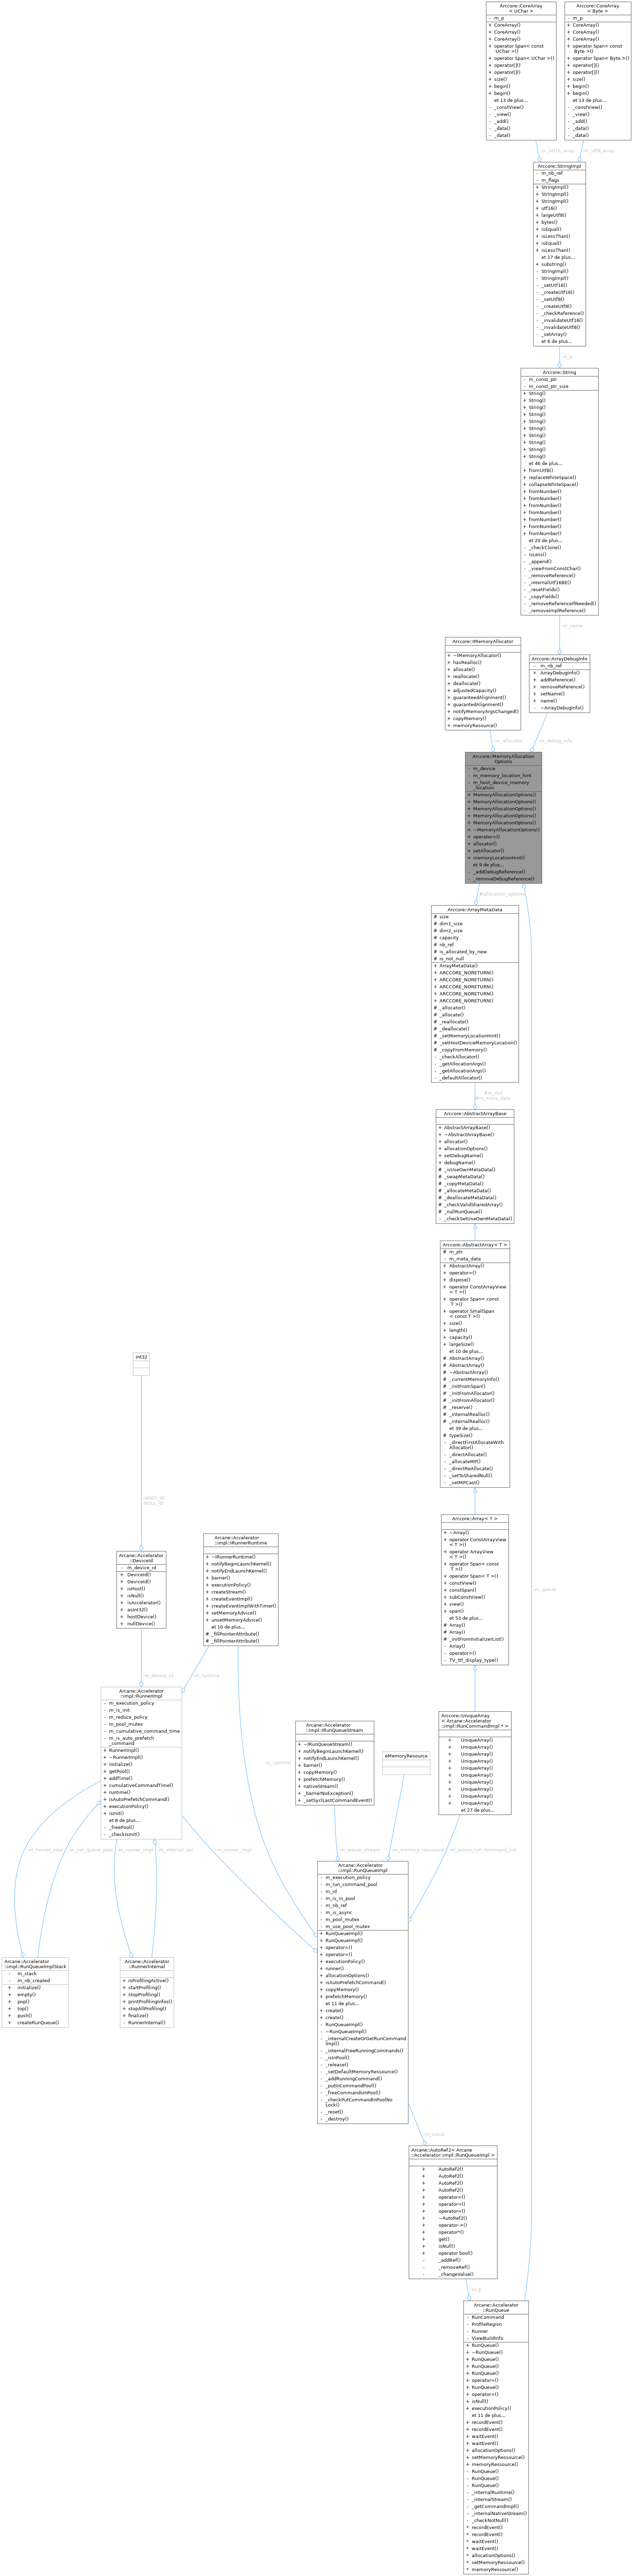 Arccore::CoreArray
< UChar >
- m_p
+ CoreArray()
+ CoreArray()
+ CoreArray()
+ operator Span< const
UChar >()
+ operator Span< UChar >()
+ operator[]()
+ operator[]()
+ size()
+ begin()
+ begin()
et 13 de plus...
- _constView()
- _view()
- _add()
- _data()
- _data()
Arccore::CoreArray
< Byte >
- m_p
+ CoreArray()
+ CoreArray()
+ CoreArray()
+ operator Span< const
Byte >()
+ operator Span< Byte >()
+ operator[]()
+ operator[]()
+ size()
+ begin()
+ begin()
et 13 de plus...
- _constView()
- _view()
- _add()
- _data()
- _data()
m_utf16_array
m_utf8_array
Arccore::StringImpl
- m_nb_ref
- m_flags
+ StringImpl()
+ StringImpl()
+ StringImpl()
+ utf16()
+ largeUtf8()
+ bytes()
+ isEqual()
+ isLessThan()
+ isEqual()
+ isLessThan()
et 17 de plus...
+ substring()
- StringImpl()
- StringImpl()
- _setUtf16()
- _createUtf16()
- _setUtf8()
- _createUtf8()
- _checkReference()
- _invalidateUtf16()
- _invalidateUtf8()
- _setArray()
et 6 de plus...
m_p
Arccore::String
- m_const_ptr
- m_const_ptr_size
+ String()
+ String()
+ String()
+ String()
+ String()
+ String()
+ String()
+ String()
+ String()
+ String()
et 46 de plus...
+ fromUtf8()
+ replaceWhiteSpace()
+ collapseWhiteSpace()
+ fromNumber()
+ fromNumber()
+ fromNumber()
+ fromNumber()
+ fromNumber()
+ fromNumber()
+ fromNumber()
et 20 de plus...
- _checkClone()
- isLess()
- _append()
- _viewFromConstChar()
- _removeReference()
- _internalUtf16BE()
- _resetFields()
- _copyFields()
- _removeReferenceIfNeeded()
- _removeImplReference()
m_name
Arccore::IMemoryAllocator
+ ~IMemoryAllocator()
+ hasRealloc()
+ allocate()
+ reallocate()
+ deallocate()
+ adjustedCapacity()
+ guaranteedAlignment()
+ guarantedAlignment()
+ notifyMemoryArgsChanged()
+ copyMemory()
+ memoryResource()
Arccore::ArrayDebugInfo
- m_nb_ref
+ ArrayDebugInfo()
+ addReference()
+ removeReference()
+ setName()
+ name()
- ~ArrayDebugInfo()
m_allocator
m_debug_info
Arccore::MemoryAllocation
Options
- m_device
- m_memory_location_hint
- m_host_device_memory
_location
+ MemoryAllocationOptions()
+ MemoryAllocationOptions()
+ MemoryAllocationOptions()
+ MemoryAllocationOptions()
+ MemoryAllocationOptions()
+ ~MemoryAllocationOptions()
+ operator=()
+ allocator()
+ setAllocator()
+ memoryLocationHint()
et 9 de plus...
- _addDebugReference()
- _removeDebugReference()
#allocation_options
Arccore::ArrayMetaData
# size
# dim1_size
# dim2_size
# capacity
# nb_ref
# is_allocated_by_new
# is_not_null
+ ArrayMetaData()
+ ARCCORE_NORETURN()
+ ARCCORE_NORETURN()
+ ARCCORE_NORETURN()
+ ARCCORE_NORETURN()
+ ARCCORE_NORETURN()
# _allocator()
# _allocate()
# _reallocate()
# _deallocate()
# _setMemoryLocationHint()
# _setHostDeviceMemoryLocation()
# _copyFromMemory()
- _checkAllocator()
- _getAllocationArgs()
- _getAllocationArgs()
- _defaultAllocator()
#m_md
#m_meta_data
Arccore::AbstractArrayBase
+ AbstractArrayBase()
+ ~AbstractArrayBase()
+ allocator()
+ allocationOptions()
+ setDebugName()
+ debugName()
# _isUseOwnMetaData()
# _swapMetaData()
# _copyMetaData()
# _allocateMetaData()
# _deallocateMetaData()
# _checkValidSharedArray()
# _nullRunQueue()
- _checkSetUseOwnMetaData()
Arccore::AbstractArray< T >
# m_ptr
- m_meta_data
+ AbstractArray()
+ operator=()
+ dispose()
+ operator ConstArrayView
< T >()
+ operator Span< const
T >()
+ operator SmallSpan
< const T >()
+ size()
+ length()
+ capacity()
+ largeSize()
et 10 de plus...
# AbstractArray()
# AbstractArray()
# ~AbstractArray()
# _currentMemoryInfo()
# _initFromSpan()
# _initFromAllocator()
# _initFromAllocator()
# _reserve()
# _internalRealloc()
# _internalRealloc()
et 39 de plus...
# typeSize()
- _directFirstAllocateWith
Allocator()
- _directAllocate()
- _allocateMP()
- _directReAllocate()
- _setToSharedNull()
- _setMPCast()
Arccore::Array< T >
+ ~Array()
+ operator ConstArrayView
< T >()
+ operator ArrayView
< T >()
+ operator Span< const
T >()
+ operator Span< T >()
+ constView()
+ constSpan()
+ subConstView()
+ view()
+ span()
et 53 de plus...
# Array()
# Array()
# _initFromInitializerList()
- Array()
- operator=()
- TV_ttf_display_type()
m_queue
Int32
+HOST_ID
-NULL_ID
Arcane::Accelerator
::DeviceId
- m_device_id
+ DeviceId()
+ DeviceId()
+ isHost()
+ isNull()
+ isAccelerator()
+ asInt32()
+ hostDevice()
+ nullDevice()
Arcane::Accelerator
::impl::IRunnerRuntime
+ ~IRunnerRuntime()
+ notifyBeginLaunchKernel()
+ notifyEndLaunchKernel()
+ barrier()
+ executionPolicy()
+ createStream()
+ createEventImpl()
+ createEventImplWithTimer()
+ setMemoryAdvice()
+ unsetMemoryAdvice()
et 10 de plus...
# _fillPointerAttribute()
# _fillPointerAttribute()
m_device_id
m_runtime
Arcane::Accelerator
::impl::RunnerImpl
- m_execution_policy
- m_is_init
- m_reduce_policy
- m_pool_mutex
- m_cumulative_command_time
- m_is_auto_prefetch
_command
+ RunnerImpl()
+ ~RunnerImpl()
+ initialize()
+ getPool()
+ addTime()
+ cumulativeCommandTime()
+ runtime()
+ isAutoPrefetchCommand()
+ executionPolicy()
+ isInit()
et 8 de plus...
- _freePool()
- _checkIsInit()
Arcane::Accelerator
::impl::IRunQueueStream
+ ~IRunQueueStream()
+ notifyBeginLaunchKernel()
+ notifyEndLaunchKernel()
+ barrier()
+ copyMemory()
+ prefetchMemory()
+ nativeStream()
+ _barrierNoException()
+ _setSyclLastCommandEvent()
eMemoryResource
Arccore::UniqueArray
< Arcane::Accelerator
::impl::RunCommandImpl * >
+ UniqueArray()
+ UniqueArray()
+ UniqueArray()
+ UniqueArray()
+ UniqueArray()
+ UniqueArray()
+ UniqueArray()
+ UniqueArray()
+ UniqueArray()
+ UniqueArray()
et 27 de plus...
m_runtime
m_runner_impl
m_run_queue_pool
m_runner_impl
-m_internal_api
m_runner_impl
m_queue_stream
m_memory_ressource
m_active_run_command_list
Arcane::Accelerator
::impl::RunQueueImplStack
- m_stack
- m_nb_created
+ initialize()
+ empty()
+ pop()
+ top()
+ push()
+ createRunQueue()
Arcane::Accelerator
::RunnerInternal
+ isProfilingActive()
+ startProfiling()
+ stopProfiling()
+ printProfilingInfos()
+ stopAllProfiling()
+ finalize()
- RunnerInternal()
Arcane::Accelerator
::impl::RunQueueImpl
- m_execution_policy
- m_run_command_pool
- m_id
- m_is_in_pool
- m_nb_ref
- m_is_async
- m_pool_mutex
- m_use_pool_mutex
+ RunQueueImpl()
+ RunQueueImpl()
+ operator=()
+ operator=()
+ executionPolicy()
+ runner()
+ allocationOptions()
+ isAutoPrefetchCommand()
+ copyMemory()
+ prefetchMemory()
et 11 de plus...
+ create()
+ create()
- RunQueueImpl()
- ~RunQueueImpl()
- _internalCreateOrGetRunCommand
Impl()
- _internalFreeRunningCommands()
- _isInPool()
- _release()
- _setDefaultMemoryRessource()
- _addRunningCommand()
- _putInCommandPool()
- _freeCommandsInPool()
- _checkPutCommandInPoolNo
Lock()
- _reset()
- _destroy()
m_value
Arcane::AutoRef2< Arcane
::Accelerator::impl::RunQueueImpl >
+ AutoRef2()
+ AutoRef2()
+ AutoRef2()
+ AutoRef2()
+ operator=()
+ operator=()
+ operator=()
+ ~AutoRef2()
+ operator->()
+ operator*()
+ get()
+ isNull()
+ operator bool()
- _addRef()
- _removeRef()
- _changeValue()
m_p
Arcane::Accelerator
::RunQueue
- RunCommand
- ProfileRegion
- Runner
- ViewBuildInfo
+ RunQueue()
+ ~RunQueue()
+ RunQueue()
+ RunQueue()
+ RunQueue()
+ operator=()
+ RunQueue()
+ operator=()
+ isNull()
+ executionPolicy()
et 11 de plus...
+ recordEvent()
+ recordEvent()
+ waitEvent()
+ waitEvent()
+ allocationOptions()
+ setMemoryRessource()
+ memoryRessource()
- RunQueue()
- RunQueue()
- RunQueue()
- _internalRuntime()
- _internalStream()
- _getCommandImpl()
- _internalNativeStream()
- _checkNotNull()
* recordEvent()
* recordEvent()
* waitEvent()
* waitEvent()
* allocationOptions()
* setMemoryRessource()
* memoryRessource()